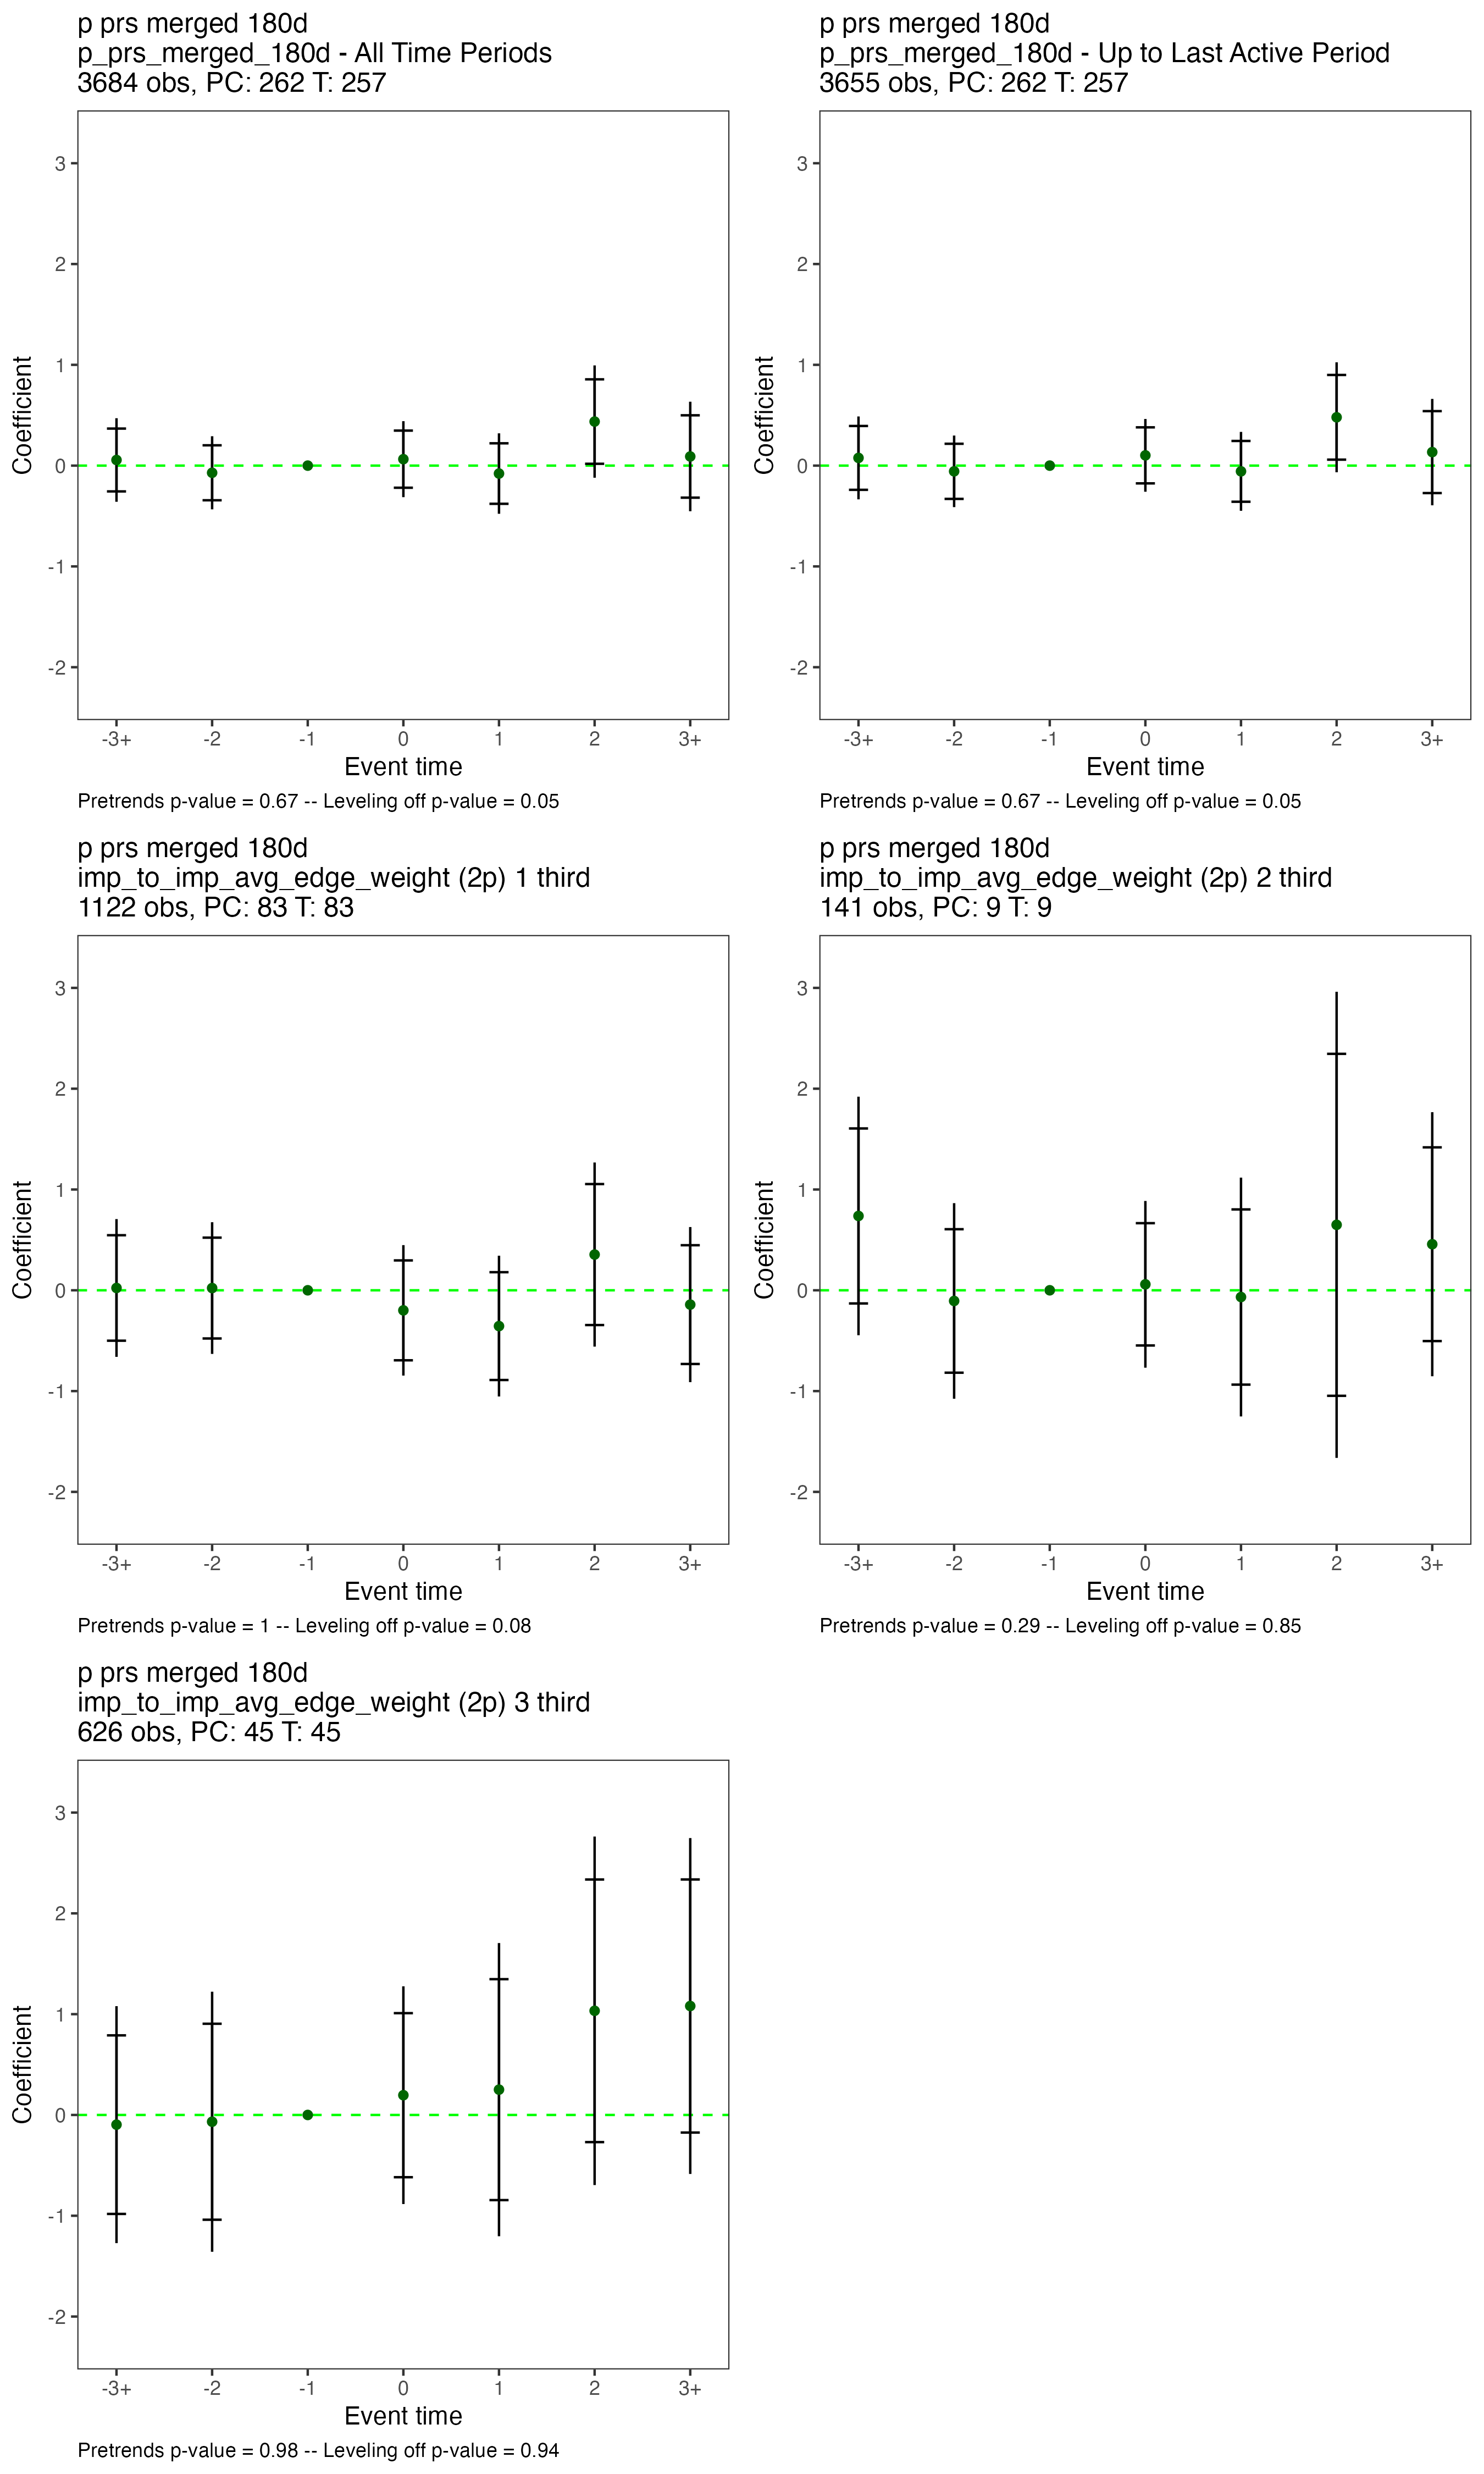 p prs merged 180d
p_prs_merged_180d - All Time Periods
3684 obs, PC: 262 T: 257
Coefficient
3
2
1
0
-1
-2
-3+
-2
-1
0
1
2
3+
Event time
Pretrends p-value = 0.67 -- Leveling off p-value = 0.05
p prs merged 180d
p_prs_merged_180d - Up to Last Active Period
3655 obs, PC: 262 T: 257
Coefficient
3
2
1
0
-1
-2
-3+
-2
-1
0
1
2
3+
Event time
Pretrends p-value = 0.67 -- Leveling off p-value = 0.05
p prs merged 180d
imp_to_imp_avg_edge_weight (2p) 1 third
1122 obs, PC: 83 T: 83
Coefficient
3
2
1
0
-1
-2
-3+
-2
-1
0
1
2
3+
Event time
Pretrends p-value = 1 -- Leveling off p-value = 0.08
p prs merged 180d
imp_to_imp_avg_edge_weight (2p) 2 third
141 obs, PC: 9 T: 9
Coefficient
3
2
1
0
-1
-2
-3+
-2
-1
0
1
2
3+
Event time
Pretrends p-value = 0.29 -- Leveling off p-value = 0.85
p prs merged 180d
imp_to_imp_avg_edge_weight (2p) 3 third
626 obs, PC: 45 T: 45
Coefficient
3
2
1
0
-1
-2
-3+
-2
-1
0
1
2
3+
Event time
Pretrends p-value = 0.98 -- Leveling off p-value = 0.94